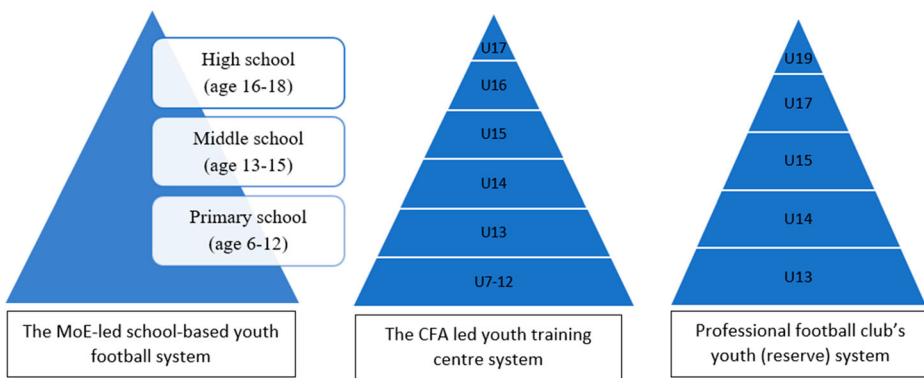 High school
(age 16-18)
Middle school
(age 13-15)
Primary school
(age 6-12)
The MoE-led school-based youth
football system
U17
U16
U15
U14
U13
U7-12
The CFA led youth training
centre system
U19
U17
U15
U14
U13
Professional football club's
youth (reserve) system